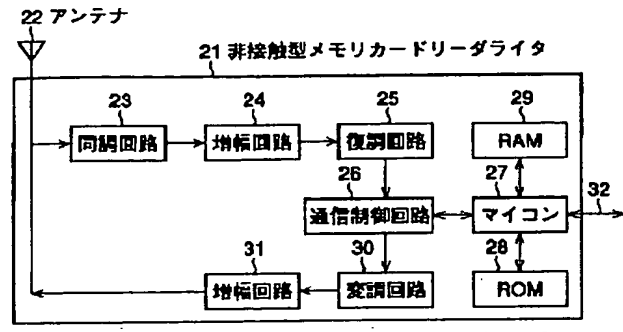 22 アンテナ
21 非接触型メモリカードリーダライタ
23
24
25
29
同調回路
増幅回路
復調回路
RAM
26
27
32
通信制御回路
マイコン
31
30
28
増幅回路
変調回路
ROM